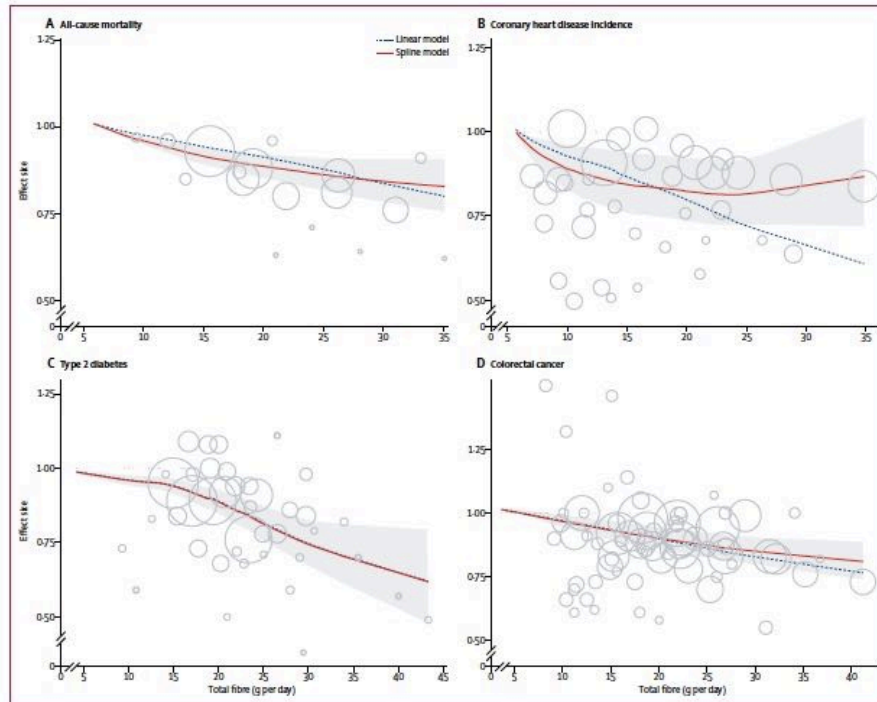 A All-cause mortality
1·25
1·00
0·75
0·50
0
Effect size
0 5 10 15 20 25 30 35
Linear model
Spline model
B Coronary heart disease incidence
1·25
1·00
0·75
0·50
0
0 5 10 15 20 25 30 35
C Type 2 diabetes
1·25
1·00
0·75
0·50
0
Effect size
0 5 10 15 20 25 30 35 40 45
Total fibre (g per day)
D Colorectal cancer
1·25
1·00
0·75
0·50
0
0 5 10 15 20 25 30 35 40
Total fibre (g per day)